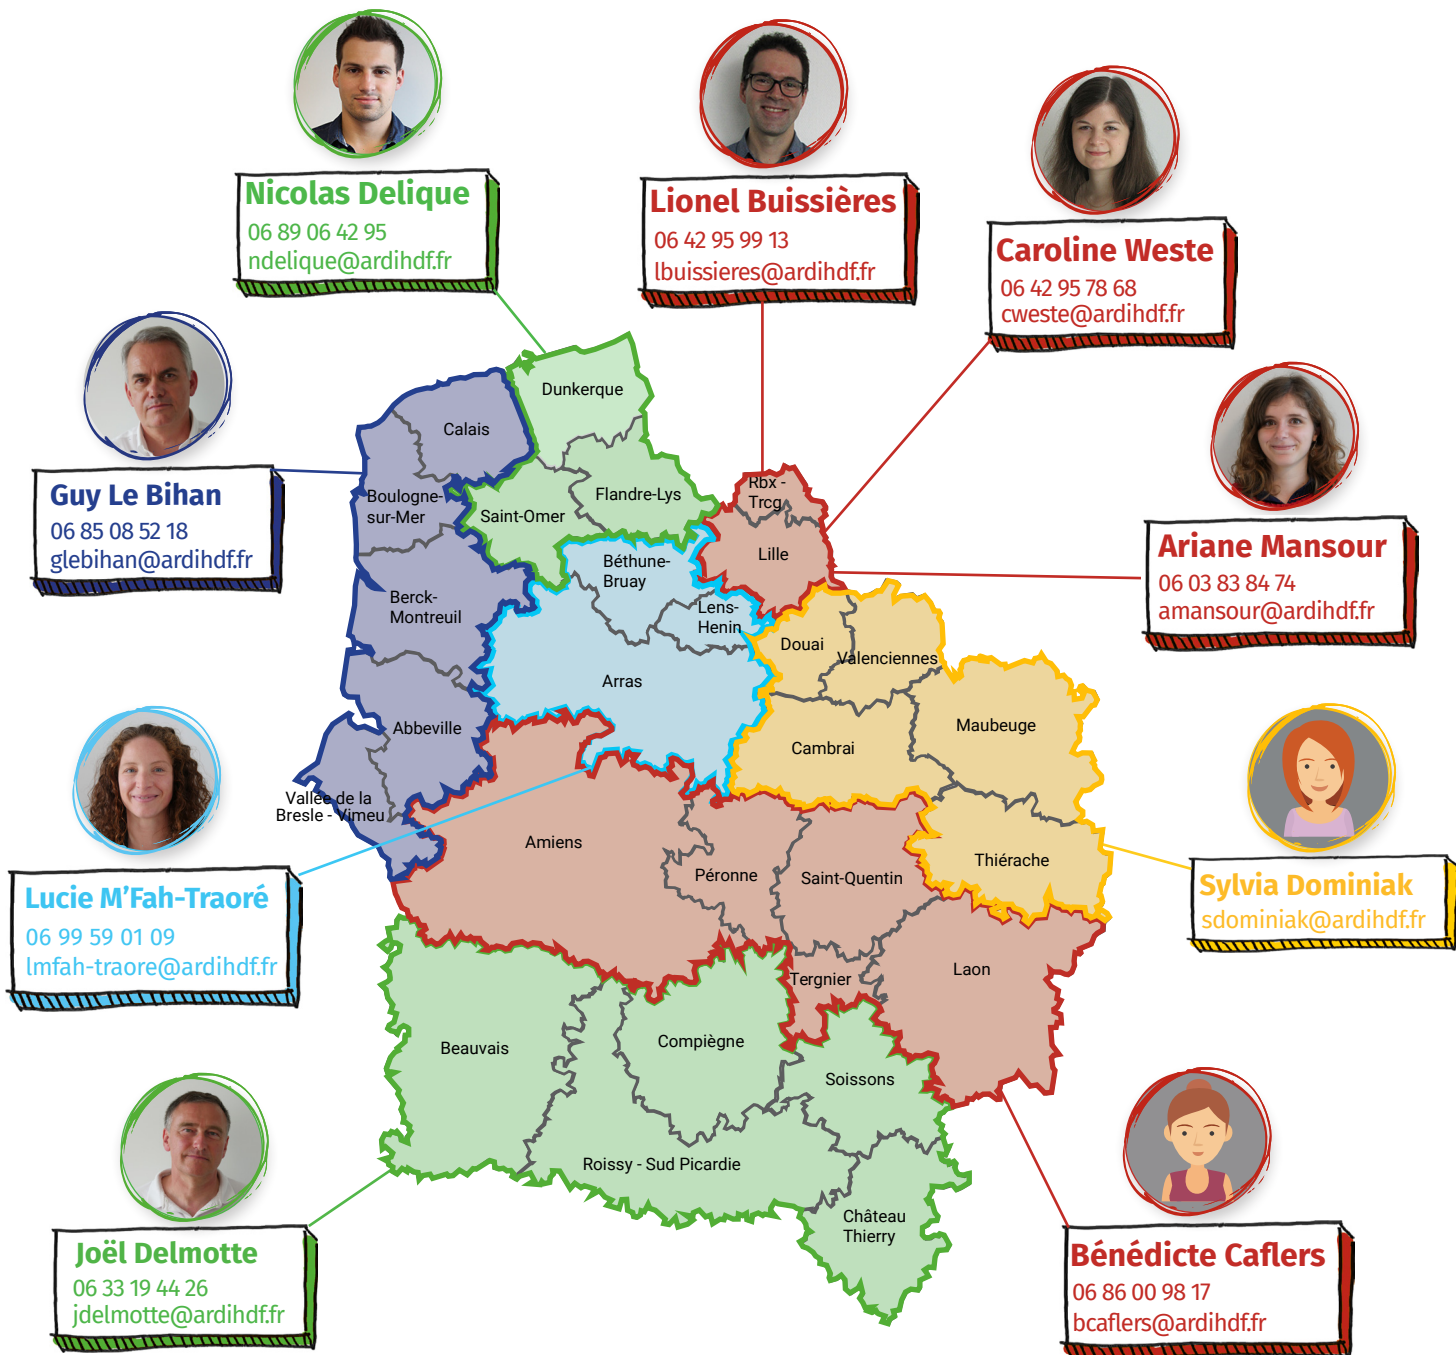 Nicolas Delique
06 89 06 42 95
ndelique@ardihdf.fr
Lionel Buissières
06 42 95 99 13
lbuissieres@ardihdf.fr
Caroline Weste
06 42 95 78 68
cweste@ardihdf.fr
Guy Le Bihan
06 85 08 52 18
glebihan@ardihdf.fr
Ariane Mansour
06 03 83 84 74
amansour@ardihdf.fr
Lucie M'Fah-Traoré
06 99 59 01 09
lmfah-traore@ardihdf.fr
Sylvia Dominiak
sdominiak@ardihdf.fr
Joël Delmotte
06 33 19 44 26
jdelmotte@ardihdf.fr
Bénédicte Caflers
06 86 00 98 17
bcaflers@ardihdf.fr
Dunkerque
Calais
Boulogne-
sur-Mer
Saint-Omer
Flandre-Lys
Rbx -
Trcg
Lille
Béthune-
Bruay
Berck-
Montreuil
Lens-
Henin
Douai
Valenciennes
Arras
Abbeville
Cambrai
Maubeuge
Vallée de la
Bresle - Vimeu
Amiens
Péronne
Saint-Quentin
Thiérache
Tergnier
Laon
Beauvais
Compiègne
Soissons
Roissy - Sud Picardie
Château
Thierry